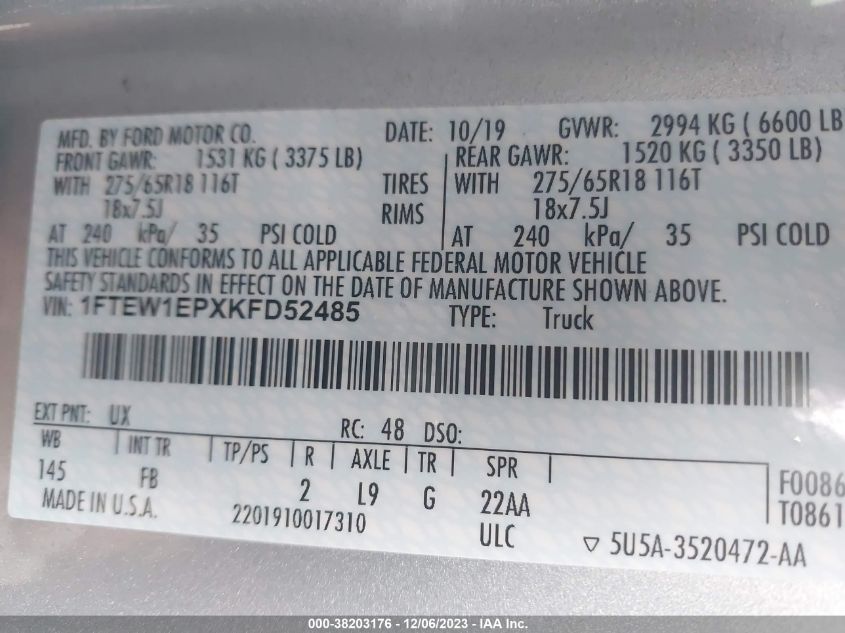 MFD. BY FORD MOTOR CO. DATE: 10/19 GVWR: 2994 KG ( 6600 LB
FRONT GAWR: 1531 KG ( 3375 LB) REAR GAWR: 1520 KG ( 3350 LB)
WITH 275/65R18 116T TIRES WITH 275/65R18 116T
18x7.5J RIMS 18x7.5J
AT 240 kPa/ 35 PSI COLD AT 240 kPa/ 35 PSI COLD
THIS VEHICLE CONFORMS TO ALL APPLICABLE FEDERAL MOTOR VEHICLE
SAFETY STANDARDS IN EFFECT ON THE DATE OF MANUFACTURE SHOWN ABOVE.
VIN: 1FTEW1EPXKFD52485 TYPE: Truck
EXT PNT: UX RC: 48 DSO:
WB INT TR TP/PS R AXLE TR SPR
145 FB 2 L9 G 22AA F0086
MADE IN U.S.A. 2201910017310 ULC T0861
▽ 5U5A-3520472-AA
000-38203176 - 12/06/2023 - IAA Inc.